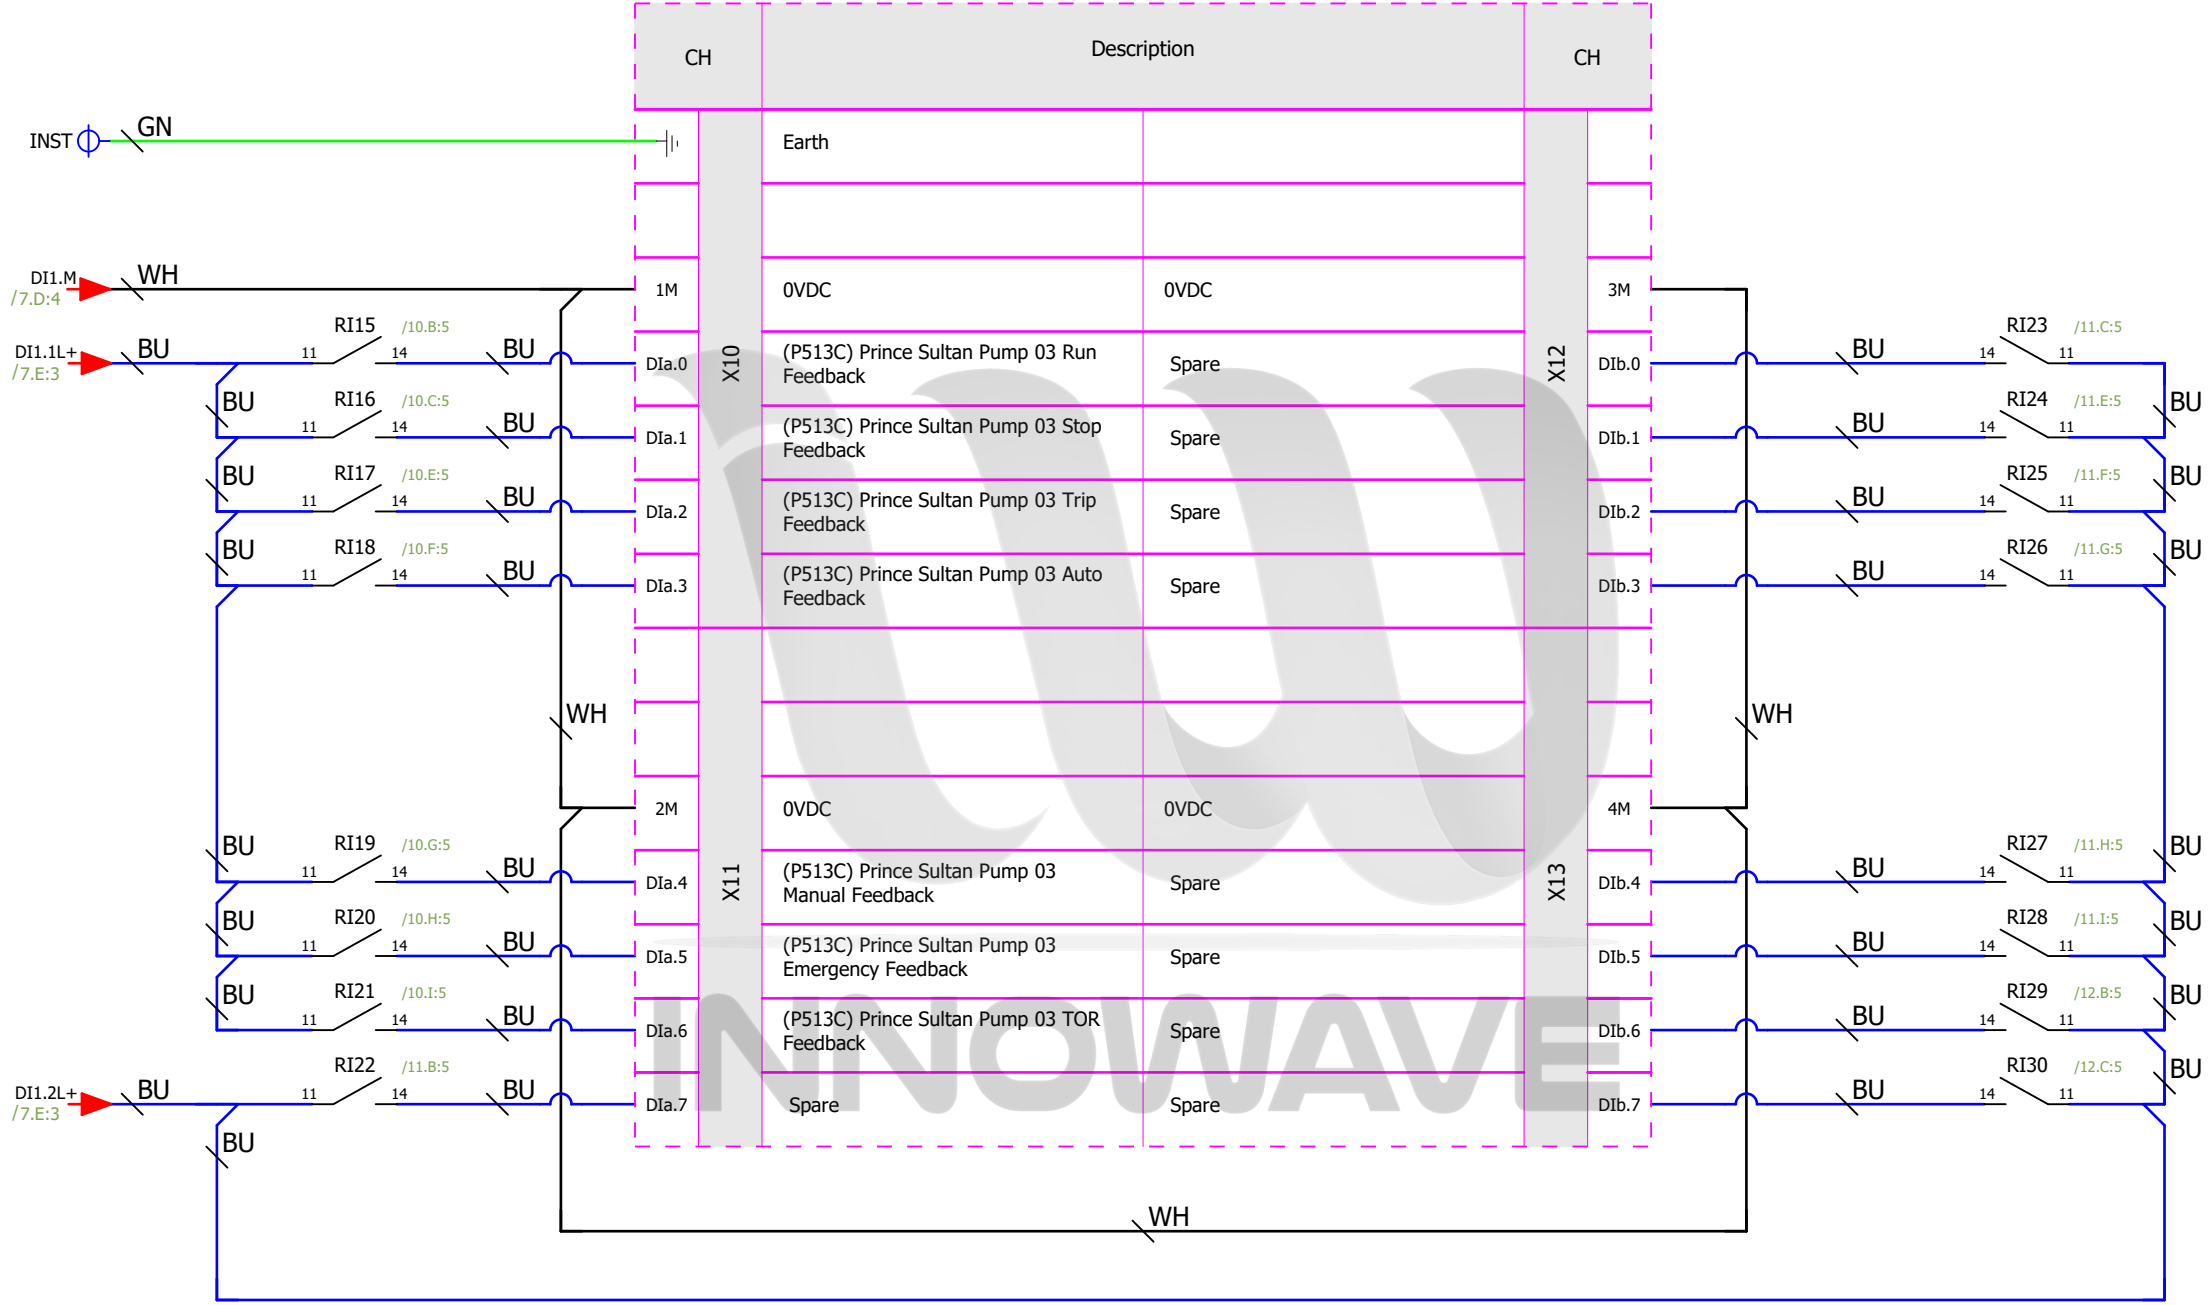 CH
Description
CH
INST
GN
Earth
DI1.M
/7.D:4
WH
1M
0VDC
0VDC
3M
DI1.1L+
/7.E:3
BU
RI15
/10.B:5
11
14
BU
DIa.0
X10
(P513C) Prince Sultan Pump 03 Run
Feedback
Spare
X12
DIb.0
BU
RI23
/11.C:5
14
11
BU
RI16
/10.C:5
11
14
BU
DIa.1
(P513C) Prince Sultan Pump 03 Stop
Feedback
Spare
DIb.1
BU
RI24
/11.E:5
14
11
BU
BU
RI17
/10.E:5
11
14
BU
DIa.2
(P513C) Prince Sultan Pump 03 Trip
Feedback
Spare
DIb.2
BU
RI25
/11.F:5
14
11
BU
BU
RI18
/10.F:5
11
14
BU
DIa.3
(P513C) Prince Sultan Pump 03 Auto
Feedback
Spare
DIb.3
BU
RI26
/11.G:5
14
11
BU
WH
WH
2M
0VDC
0VDC
4M
BU
RI19
/10.G:5
11
14
BU
DIa.4
X11
(P513C) Prince Sultan Pump 03
Manual Feedback
Spare
X13
DIb.4
BU
RI27
/11.H:5
14
11
BU
BU
RI20
/10.H:5
11
14
BU
DIa.5
(P513C) Prince Sultan Pump 03
Emergency Feedback
Spare
DIb.5
BU
RI28
/11.I:5
14
11
BU
BU
RI21
/10.I:5
11
14
BU
DIa.6
(P513C) Prince Sultan Pump 03 TOR
Feedback
Spare
DIb.6
BU
RI29
/12.B:5
14
11
BU
INNOWAVE
DI1.2L+
/7.E:3
BU
RI22
/11.B:5
11
14
BU
DIa.7
Spare
Spare
DIb.7
BU
RI30
/12.C:5
14
11
BU
BU
WH